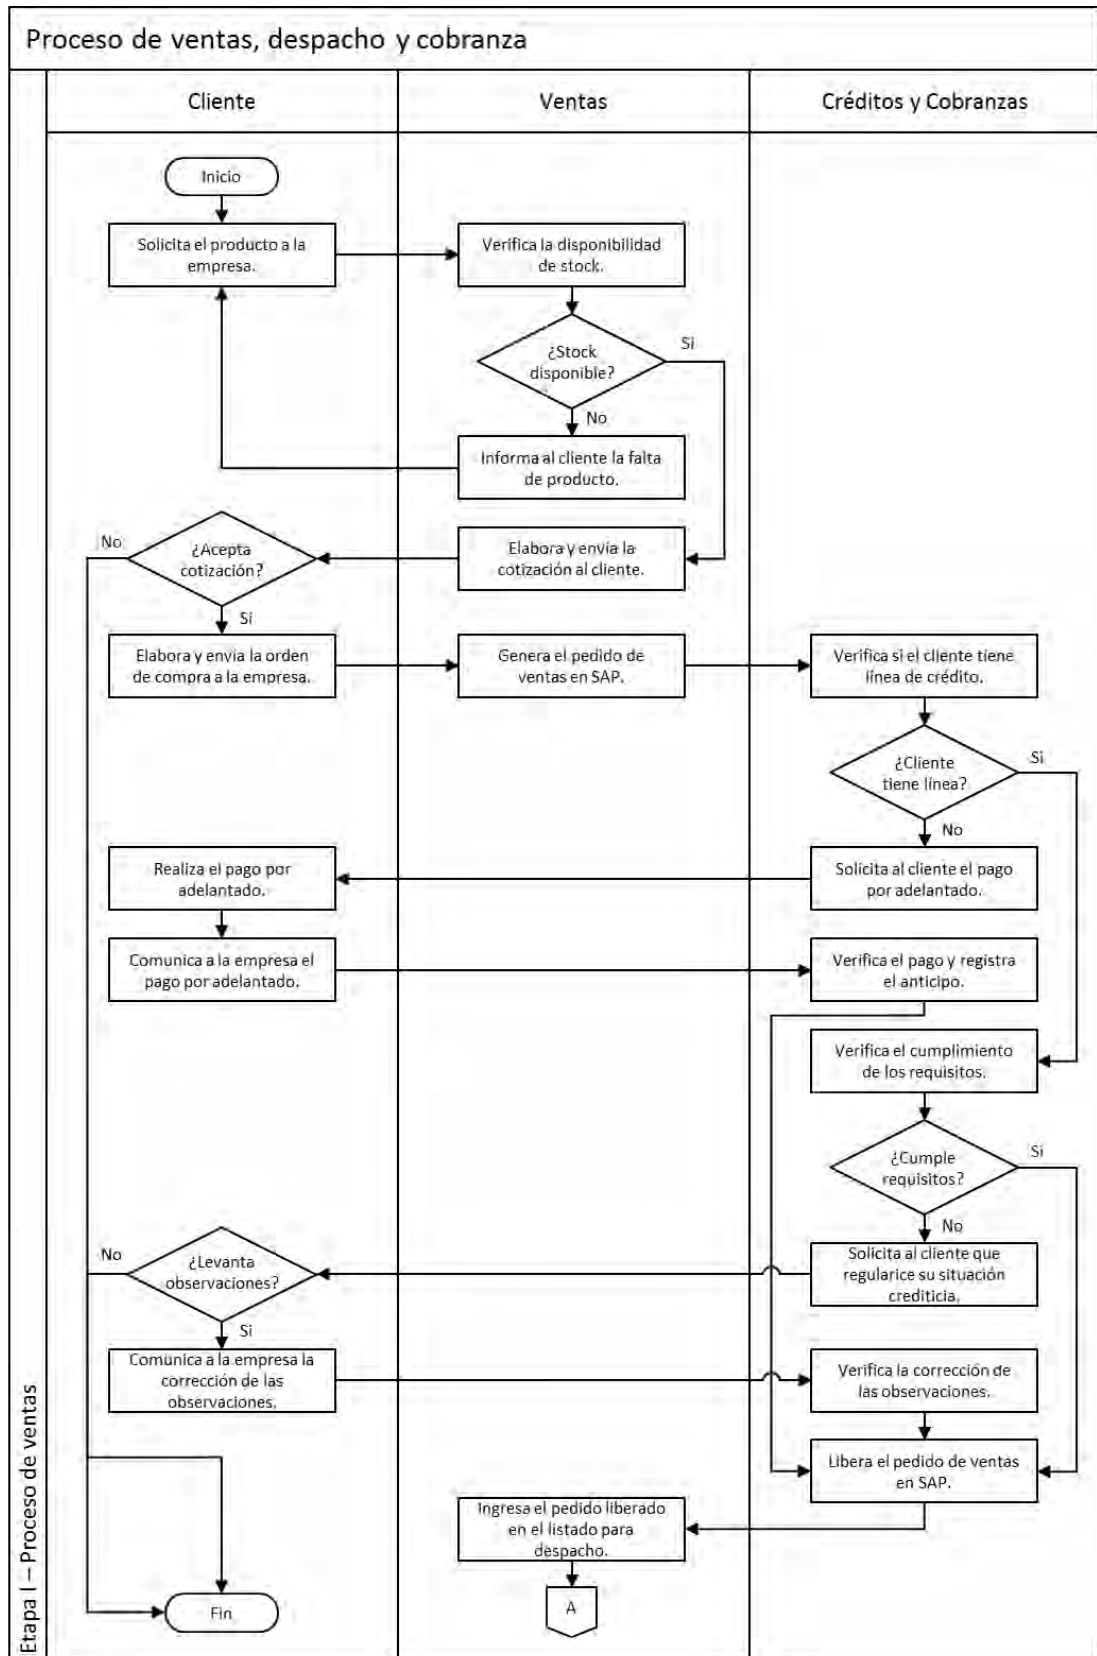 Proceso de ventas, despacho y cobranza
Cliente
Ventas
Créditos y Cobranzas
Inicio
Solicita el producto a la
empresa.
Verifica la disponibilidad
de stock.
¿Stock
disponible?
Si
No
Informa al cliente la falta
de producto.
No
¿Acepta
cotización?
Elabora y envia la
cotización al cliente.
Si
Elabora y envia la orden
de compra a la empresa.
Genera el pedido de
ventas en SAP.
Verifica si el cliente tiene
línea de crédito.
¿Cliente
tiene línea?
Si
No
Realiza el pago por
adelantado.
Solicita al cliente el pago
por adelantado.
Comunica a la empresa el
pago por adelantado.
Verifica el pago y registra
el anticipo.
Verifica el cumplimiento
de los requisitos.
¿Cumple
requisitos?
Si
No
No
¿Levanta
observaciones?
Solicita al cliente que
regularice su situación
crediticia.
Si
Comunica a la empresa la
corrección de las
observaciones.
Verifica la corrección de
las observaciones.
Libera el pedido de ventas
en SAP.
Ingresa el pedido liberado
en el listado para
despacho.
A
Fin
Etapa I – Proceso de ventas